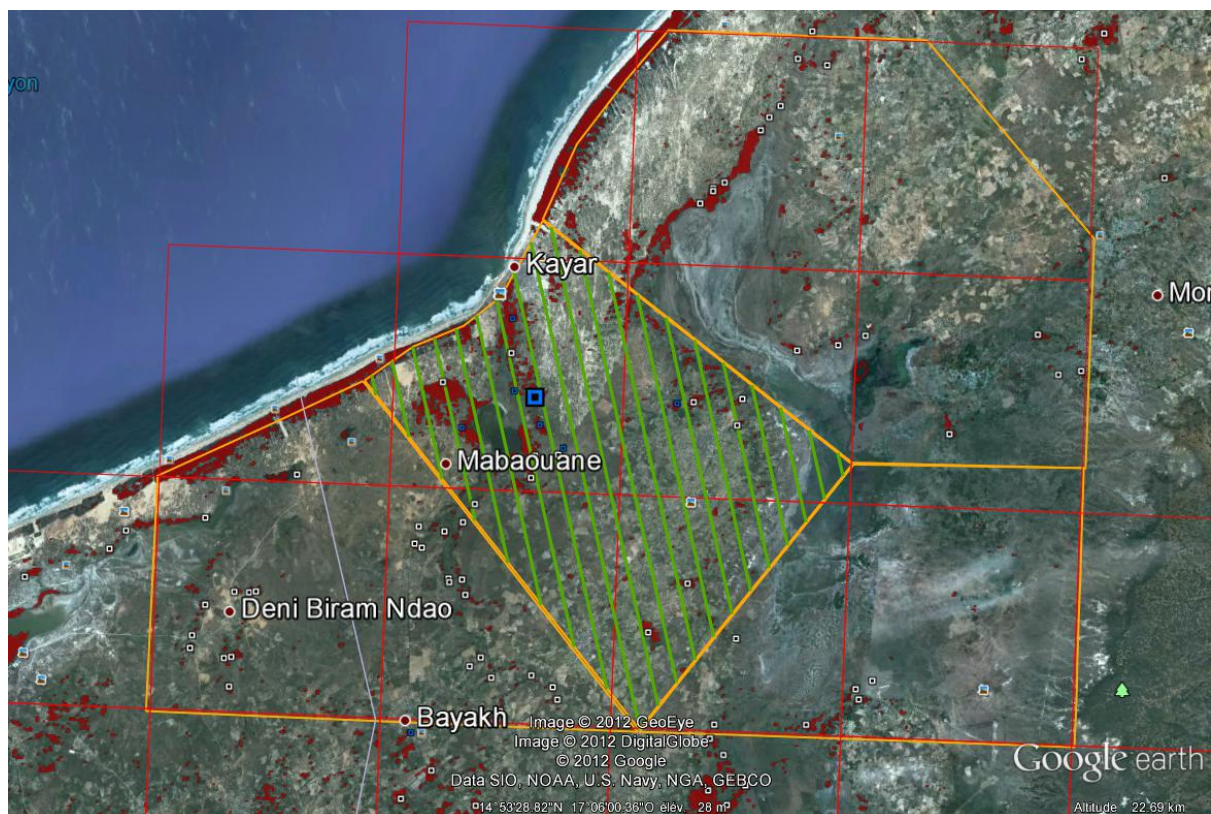 yon
Kayar
Mor
Mabaouane
Deni Biram Ndao
Bayakh
Image © 2012 GeoEye
Image © 2012 DigitalGlobe
© 2012 Google
Data SIO, NOAA, U.S. Navy, NGA, GEBCO
Google earth
14°53'28.82"N 17°06'00.36"O élév. 28 m
Altitude 22.69 km